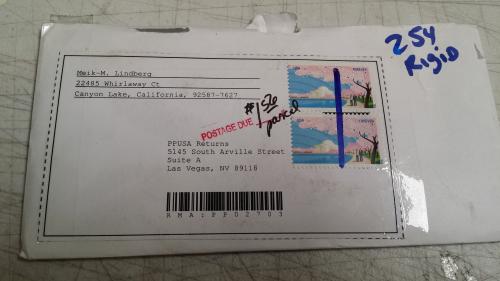 254
Rigid
Meik-M. Lindberg
22485 Whirlaway Ct
Canyon Lake, California, 92587-7627
#1.56
parcel
POSTAGE DUE
PPUSA Returns
5145 South Arville Street
Suite A
Las Vegas, NV 89118
RMA:PP02703